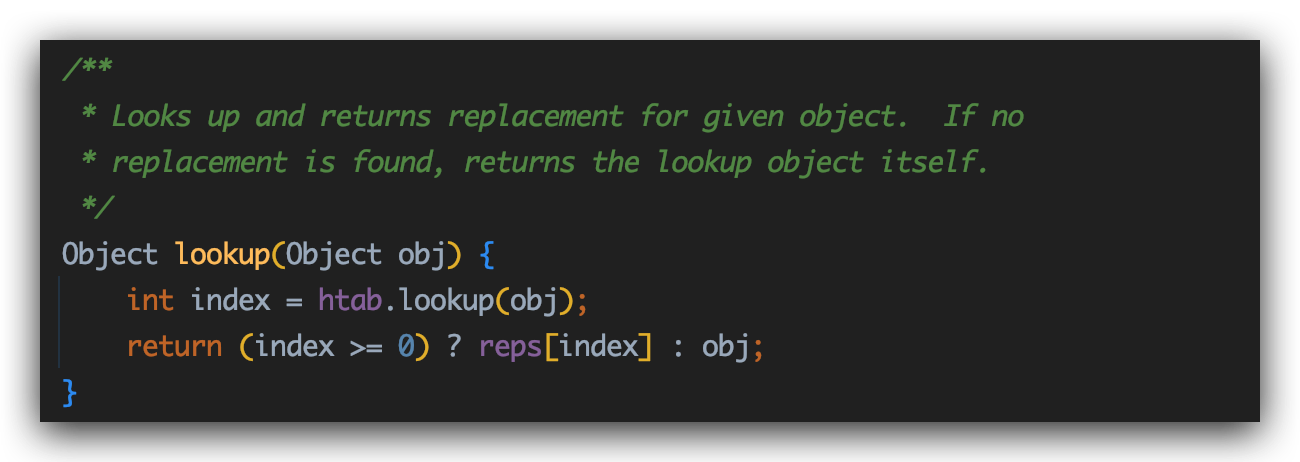 /**
 * Looks up and returns replacement for given object.  If no
 * replacement is found, returns the lookup object itself.
 */
Object lookup(Object obj) {
    int index = htab.lookup(obj);
    return (index >= 0) ? reps[index] : obj;
}